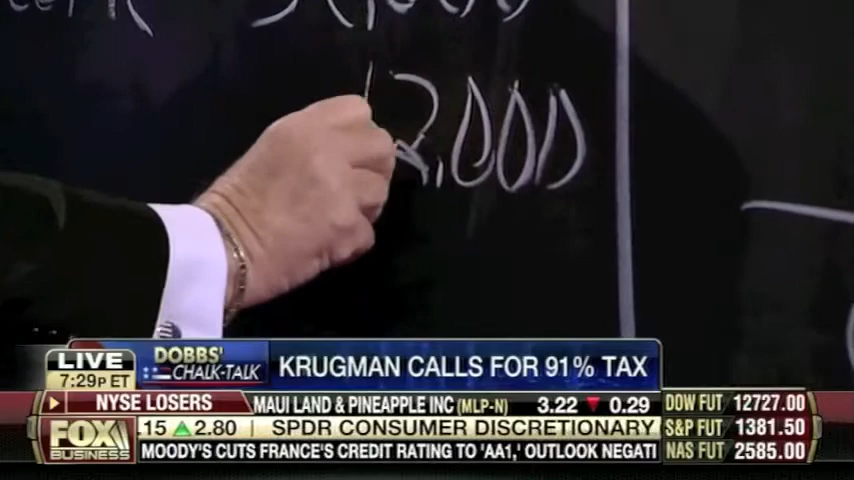 2,000
LIVE
7:29P ET
DOBBS'
CHALK-TALK
KRUGMAN CALLS FOR 91% TAX
NYSE LOSERS
MAUI LAND & PINEAPPLE INC (MLP-N) 3.22 ▼ 0.29
DOW FUT 12727.00
FOX
BUSINESS
.15 ▲ 2.80 | SPDR CONSUMER DISCRETIONARY
S&P FUT 1381.50
MOODY'S CUTS FRANCE'S CREDIT RATING TO 'AA1,' OUTLOOK NEGATI
NAS FUT 2585.00